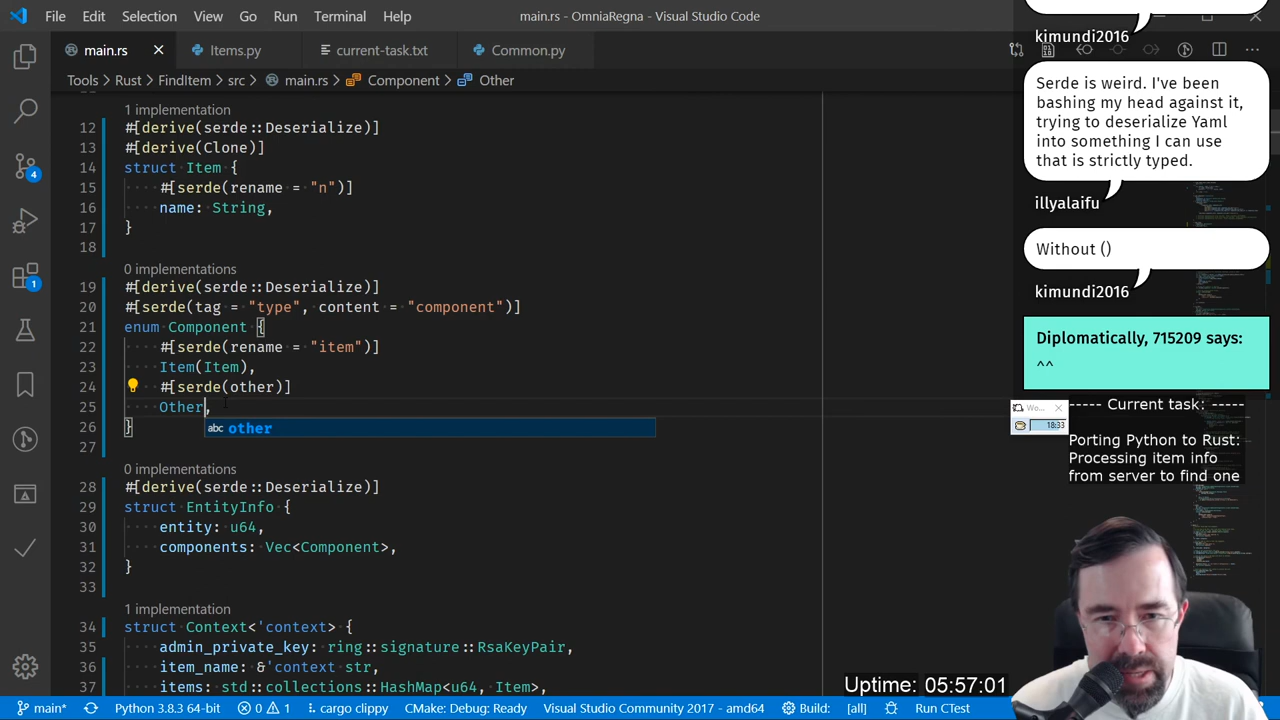 File Edit Selection View Go Run Terminal Help main.rs - OmniaRegna - Visual Studio Code
main.rs Items.py current-task.txt Common.py
Tools > Rust > FindItem > src > main.rs > Component > Other
1 implementation
12 #[derive(serde::Deserialize)]
13 #[derive(Clone)]
14 struct Item {
15 ····#[serde(rename = "n")]
16 ····name: String,
17 }
18
0 implementations
19 #[derive(serde::Deserialize)]
20 #[serde(tag = "type", content = "component")]
21 enum Component {
22 ····#[serde(rename = "item")]
23 ····Item(Item),
24 ····#[serde(other)]
25 ····Other,
abc other
26 }
27
0 implementations
28 #[derive(serde::Deserialize)]
29 struct EntityInfo {
30 ····entity: u64,
31 ····components: Vec<Component>,
32 }
33
1 implementation
34 struct Context<'context> {
35 ····admin_private_key: ring::signature::RsaKeyPair,
36 ····item_name: &'context str,
37 ····items: std::collections::HashMap<u64, Item>,
kimundi2016
Serde is weird. I've been
bashing my head against it,
trying to deserialize Yaml
into something I can use
that is strictly typed.
illyalaifu
Without ()
kimundi2016
Diplomatically, 715209 says:
^^
Wo...
18:33
----- Current task: -----
Porting Python to Rust:
Processing item info
from server to find one
Uptime: 05:57:01
4
1
main* Python 3.8.3 64-bit 0 1 cargo clippy CMake: Debug: Ready Visual Studio Community 2017 - amd64 Build: [all] Run CTest